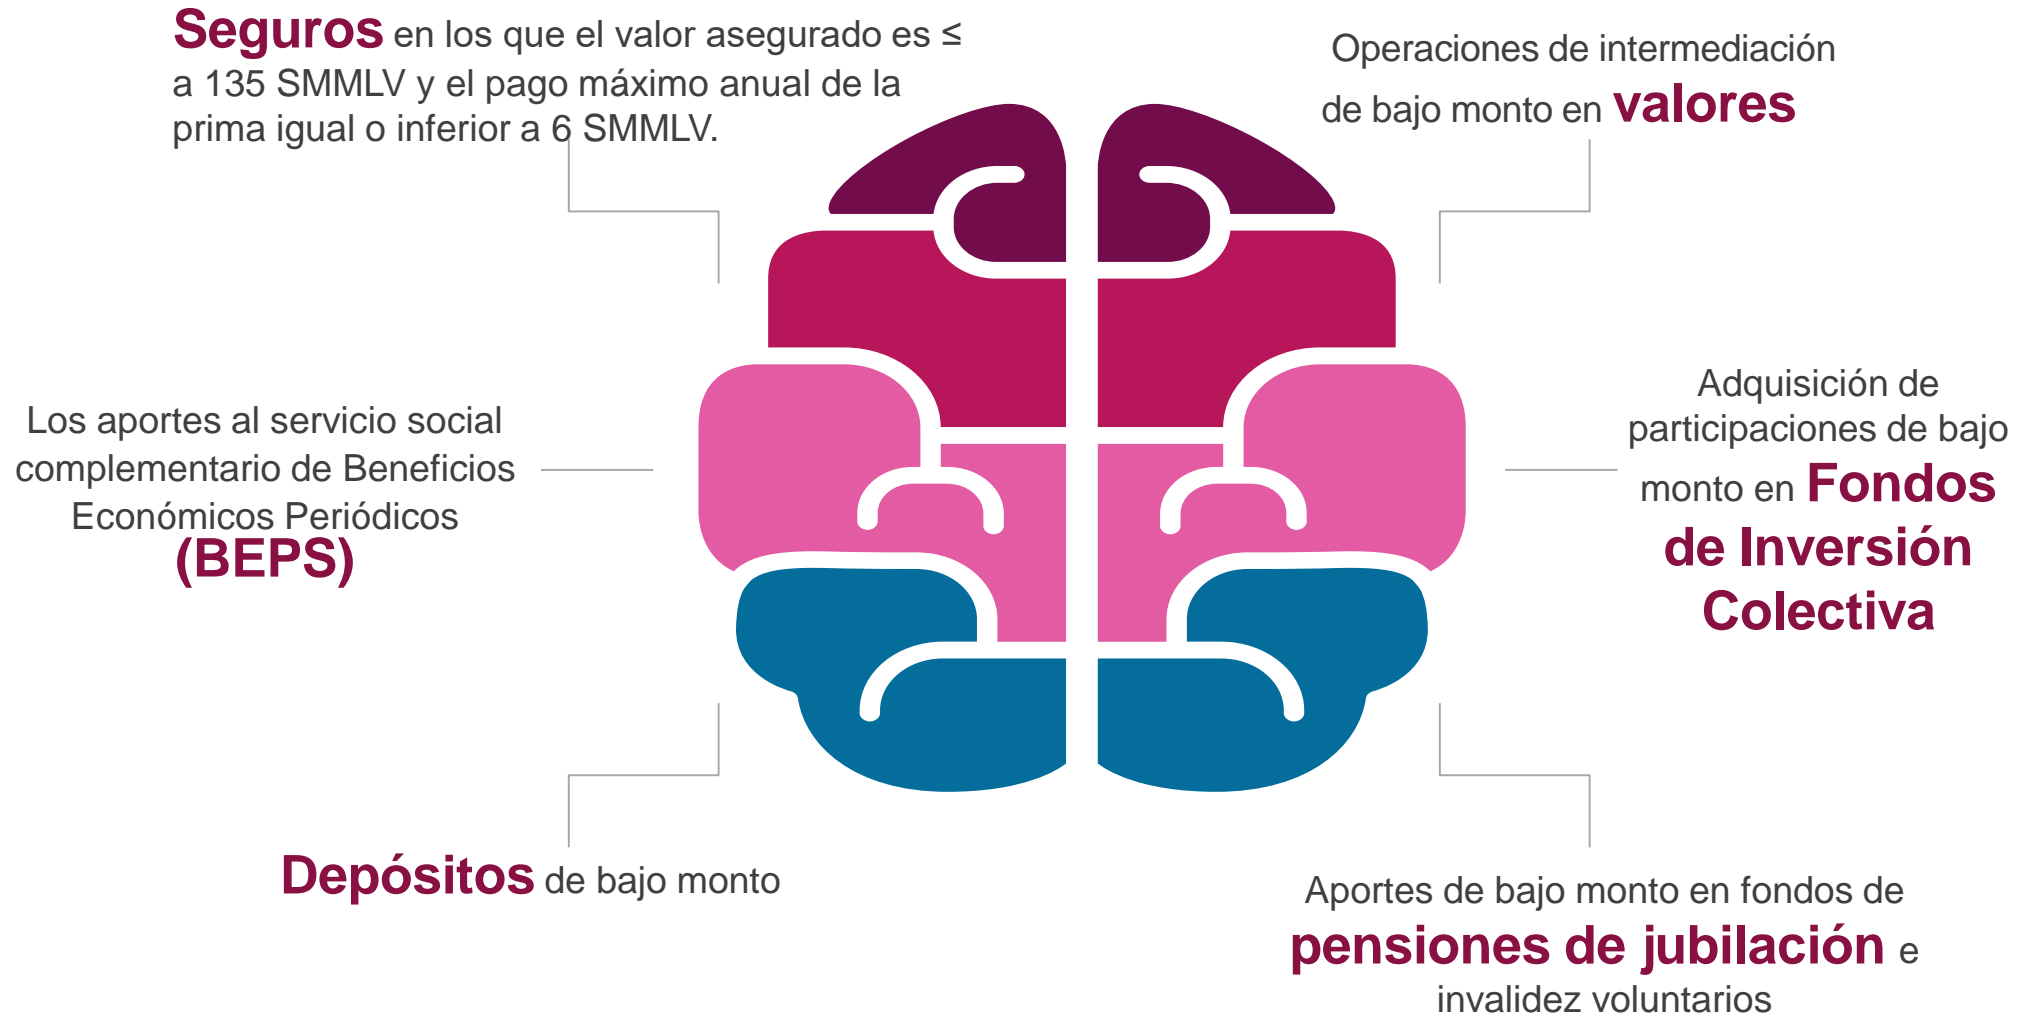 Seguros en los que el valor asegurado es ≤
a 135 SMMLV y el pago máximo anual de la
prima igual o inferior a 6 SMMLV.
Operaciones de intermediación
de bajo monto en valores
Los aportes al servicio social
complementario de Beneficios
Económicos Periódicos
(BEPS)
Adquisición de
participaciones de bajo
monto en Fondos
de Inversión
Colectiva
Depósitos de bajo monto
Aportes de bajo monto en fondos de
pensiones de jubilación e
invalidez voluntarios